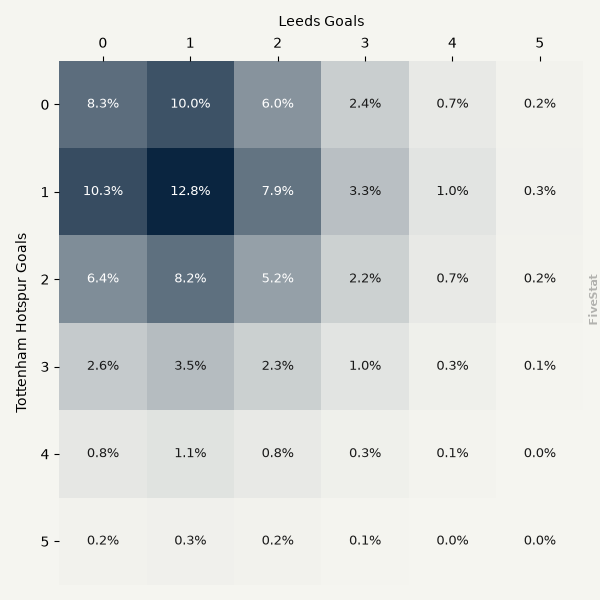 Leeds Goals
0 1 2 3 4 5
0 8.3% 10.0% 6.0% 2.4% 0.7% 0.2%
1 10.3% 12.8% 7.9% 3.3% 1.0% 0.3%
2 6.4% 8.2% 5.2% 2.2% 0.7% 0.2%
3 2.6% 3.5% 2.3% 1.0% 0.3% 0.1%
4 0.8% 1.1% 0.8% 0.3% 0.1% 0.0%
5 0.2% 0.3% 0.2% 0.1% 0.0% 0.0%
Tottenham Hotspur Goals
FiveStat